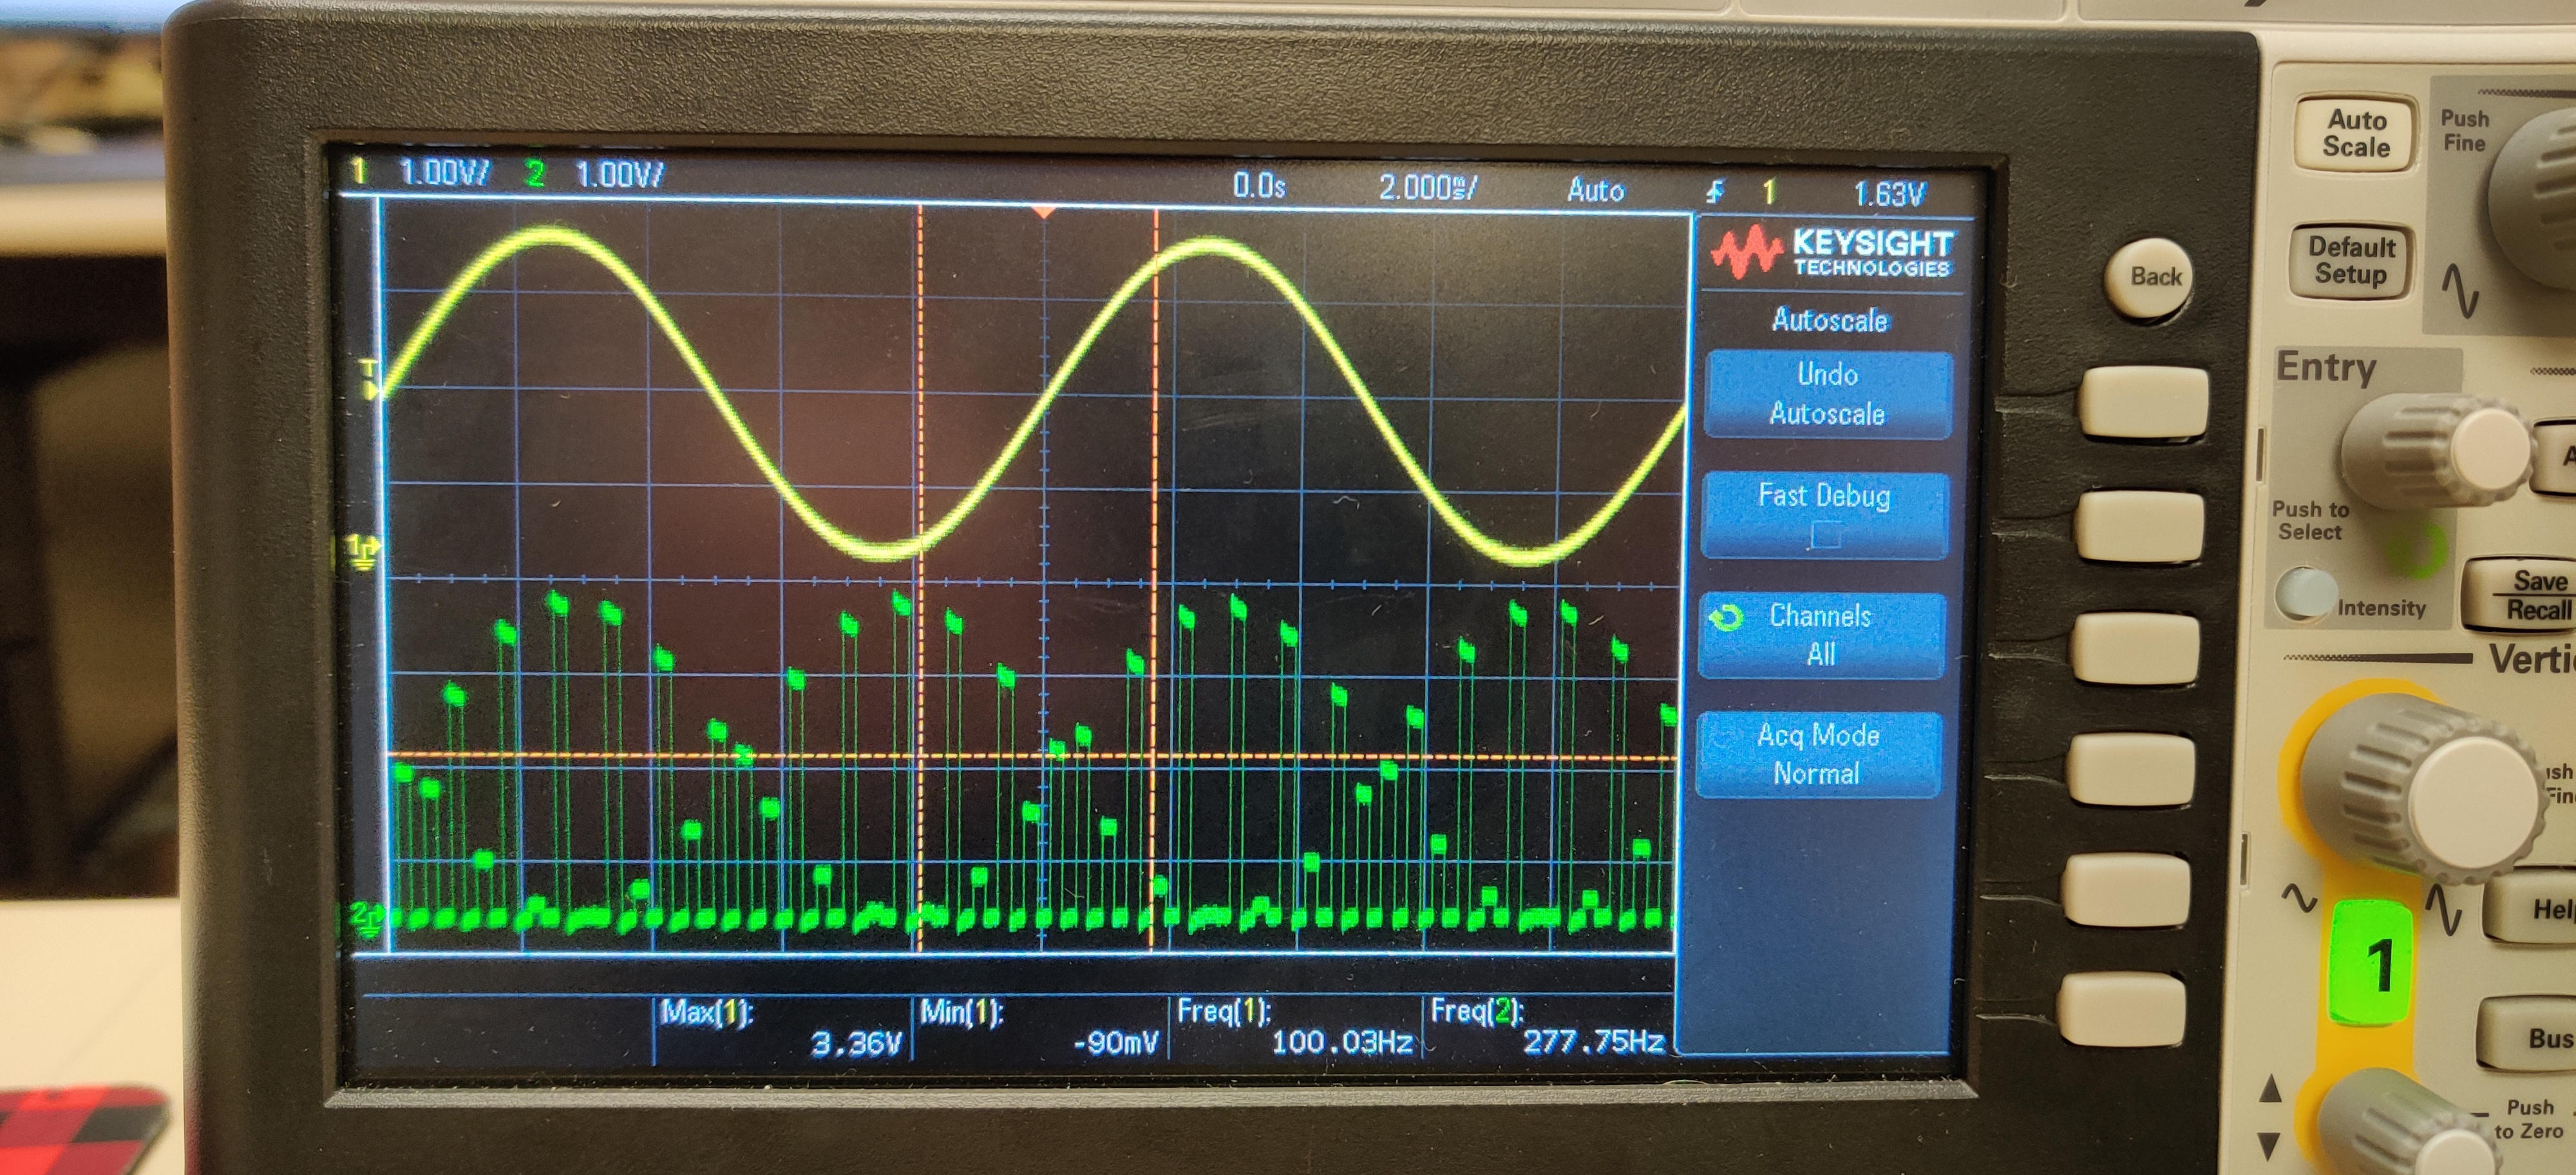 1 1.00V/ 2 1.00V/ 0.0s 2.000ms/ Auto 1 1.63V
KEYSIGHT
TECHNOLOGIES
Autoscale
Undo
Autoscale
Fast Debug
Channels
All
Acq Mode
Normal
T
1
2
Max(1):
3.36V
Min(1):
-90mV
Freq(1):
100.03Hz
Freq(2):
277.75Hz
Back
Auto
Scale
Default
Setup
Push
Fine
Entry
Push to
Select
Intensity
Save
Recall
1
Push
to Zero